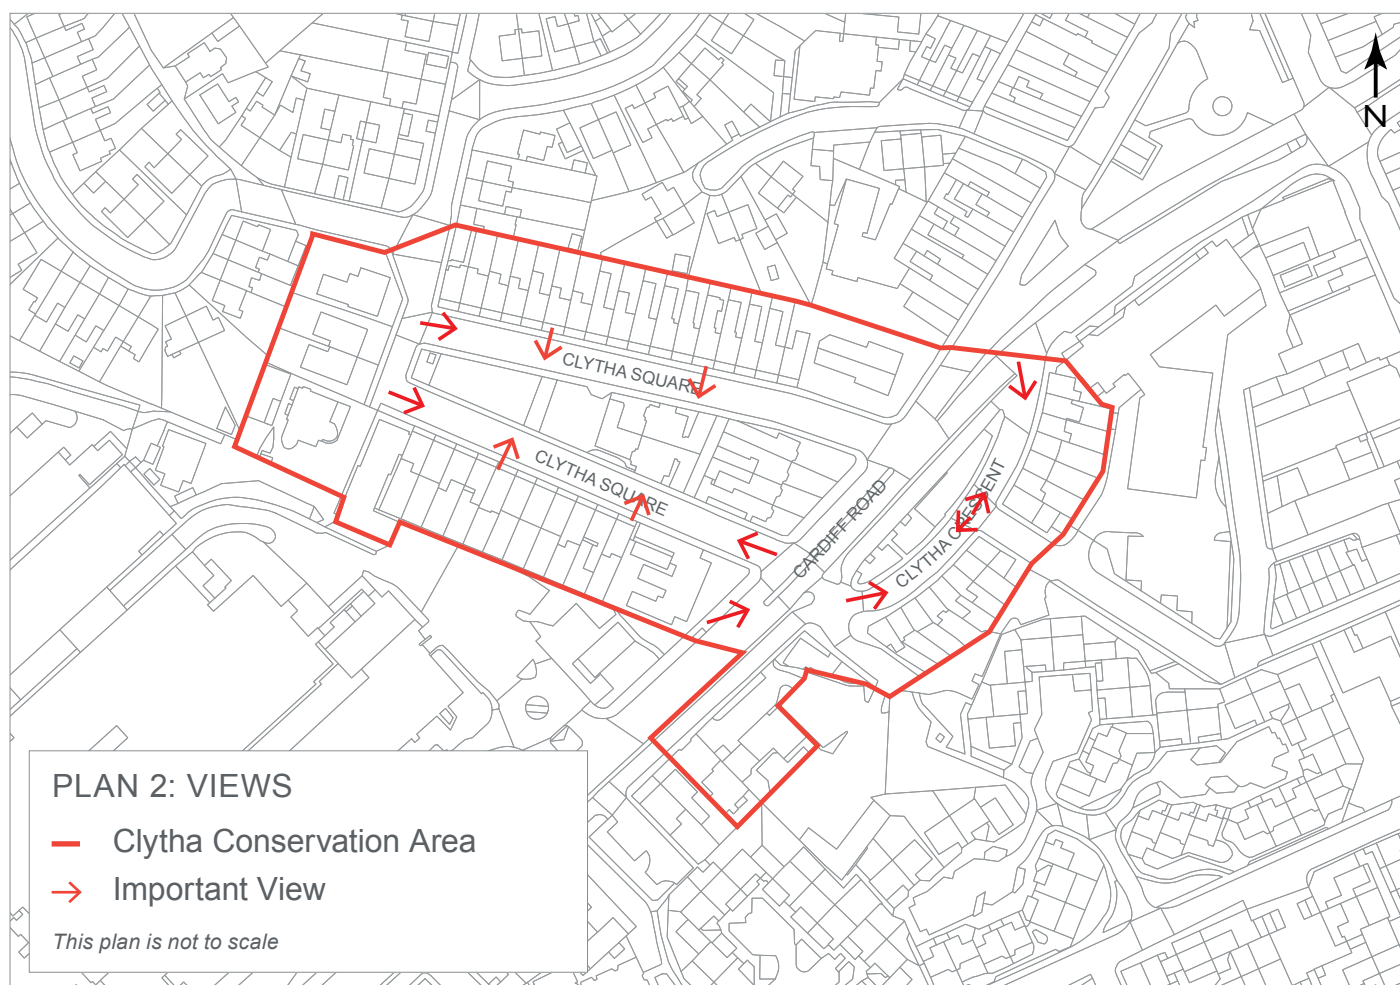 N
CLYTHA SQUARE
CLYTHA SQUARE
CARDIFF ROAD
CLYTHA CRESCENT
PLAN 2: VIEWS
Clytha Conservation Area
Important View
This plan is not to scale